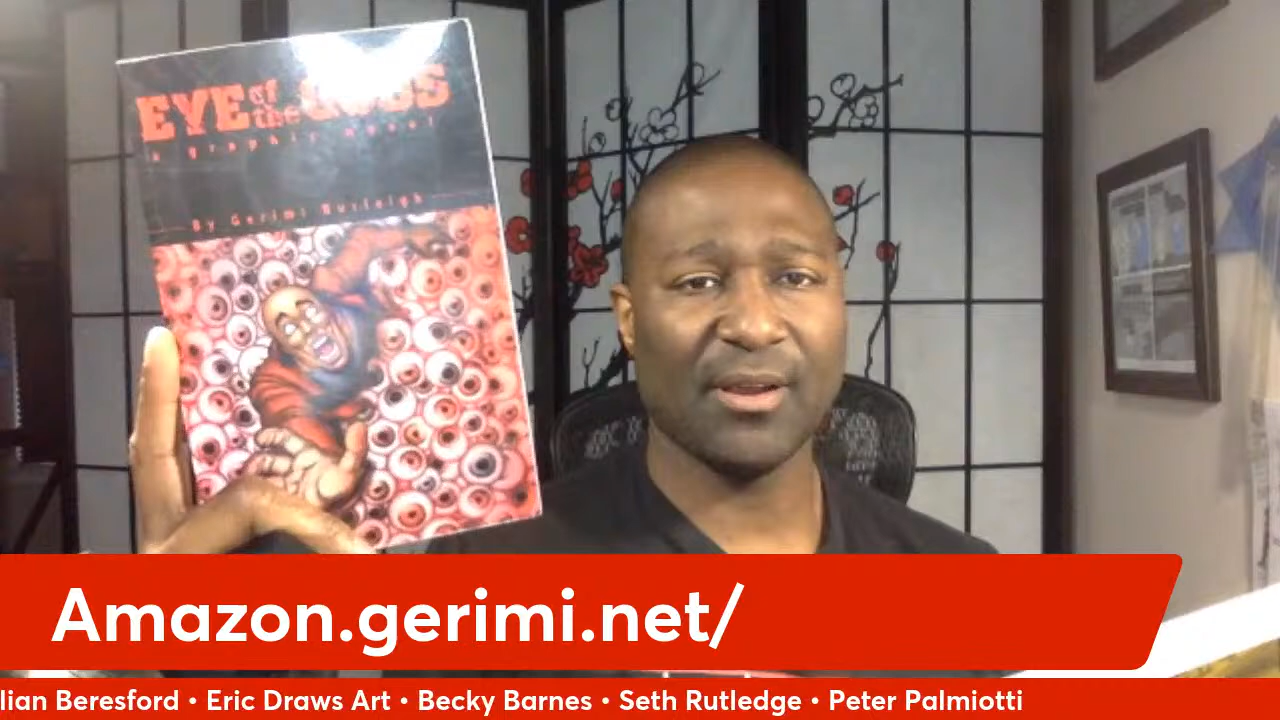 EYE of the GODS
a graphic novel
By Gerimi Burleigh
Amazon.gerimi.net/
lian Beresford • Eric Draws Art • Becky Barnes • Seth Rutledge • Peter Palmiotti